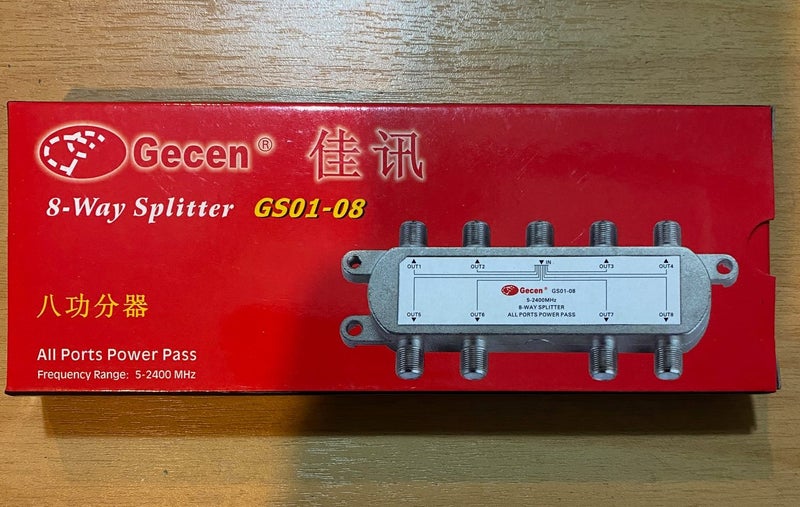 Gecen® 佳讯
8-Way Splitter GS01-08
八功分器
All Ports Power Pass
Frequency Range: 5-2400 MHz
OUT1 OUT2 IN OUT3 OUT4
Gecen® GS01-08
5-2400MHz
8-WAY SPLITTER
ALL PORTS POWER PASS
OUT5 OUT6 OUT7 OUT8